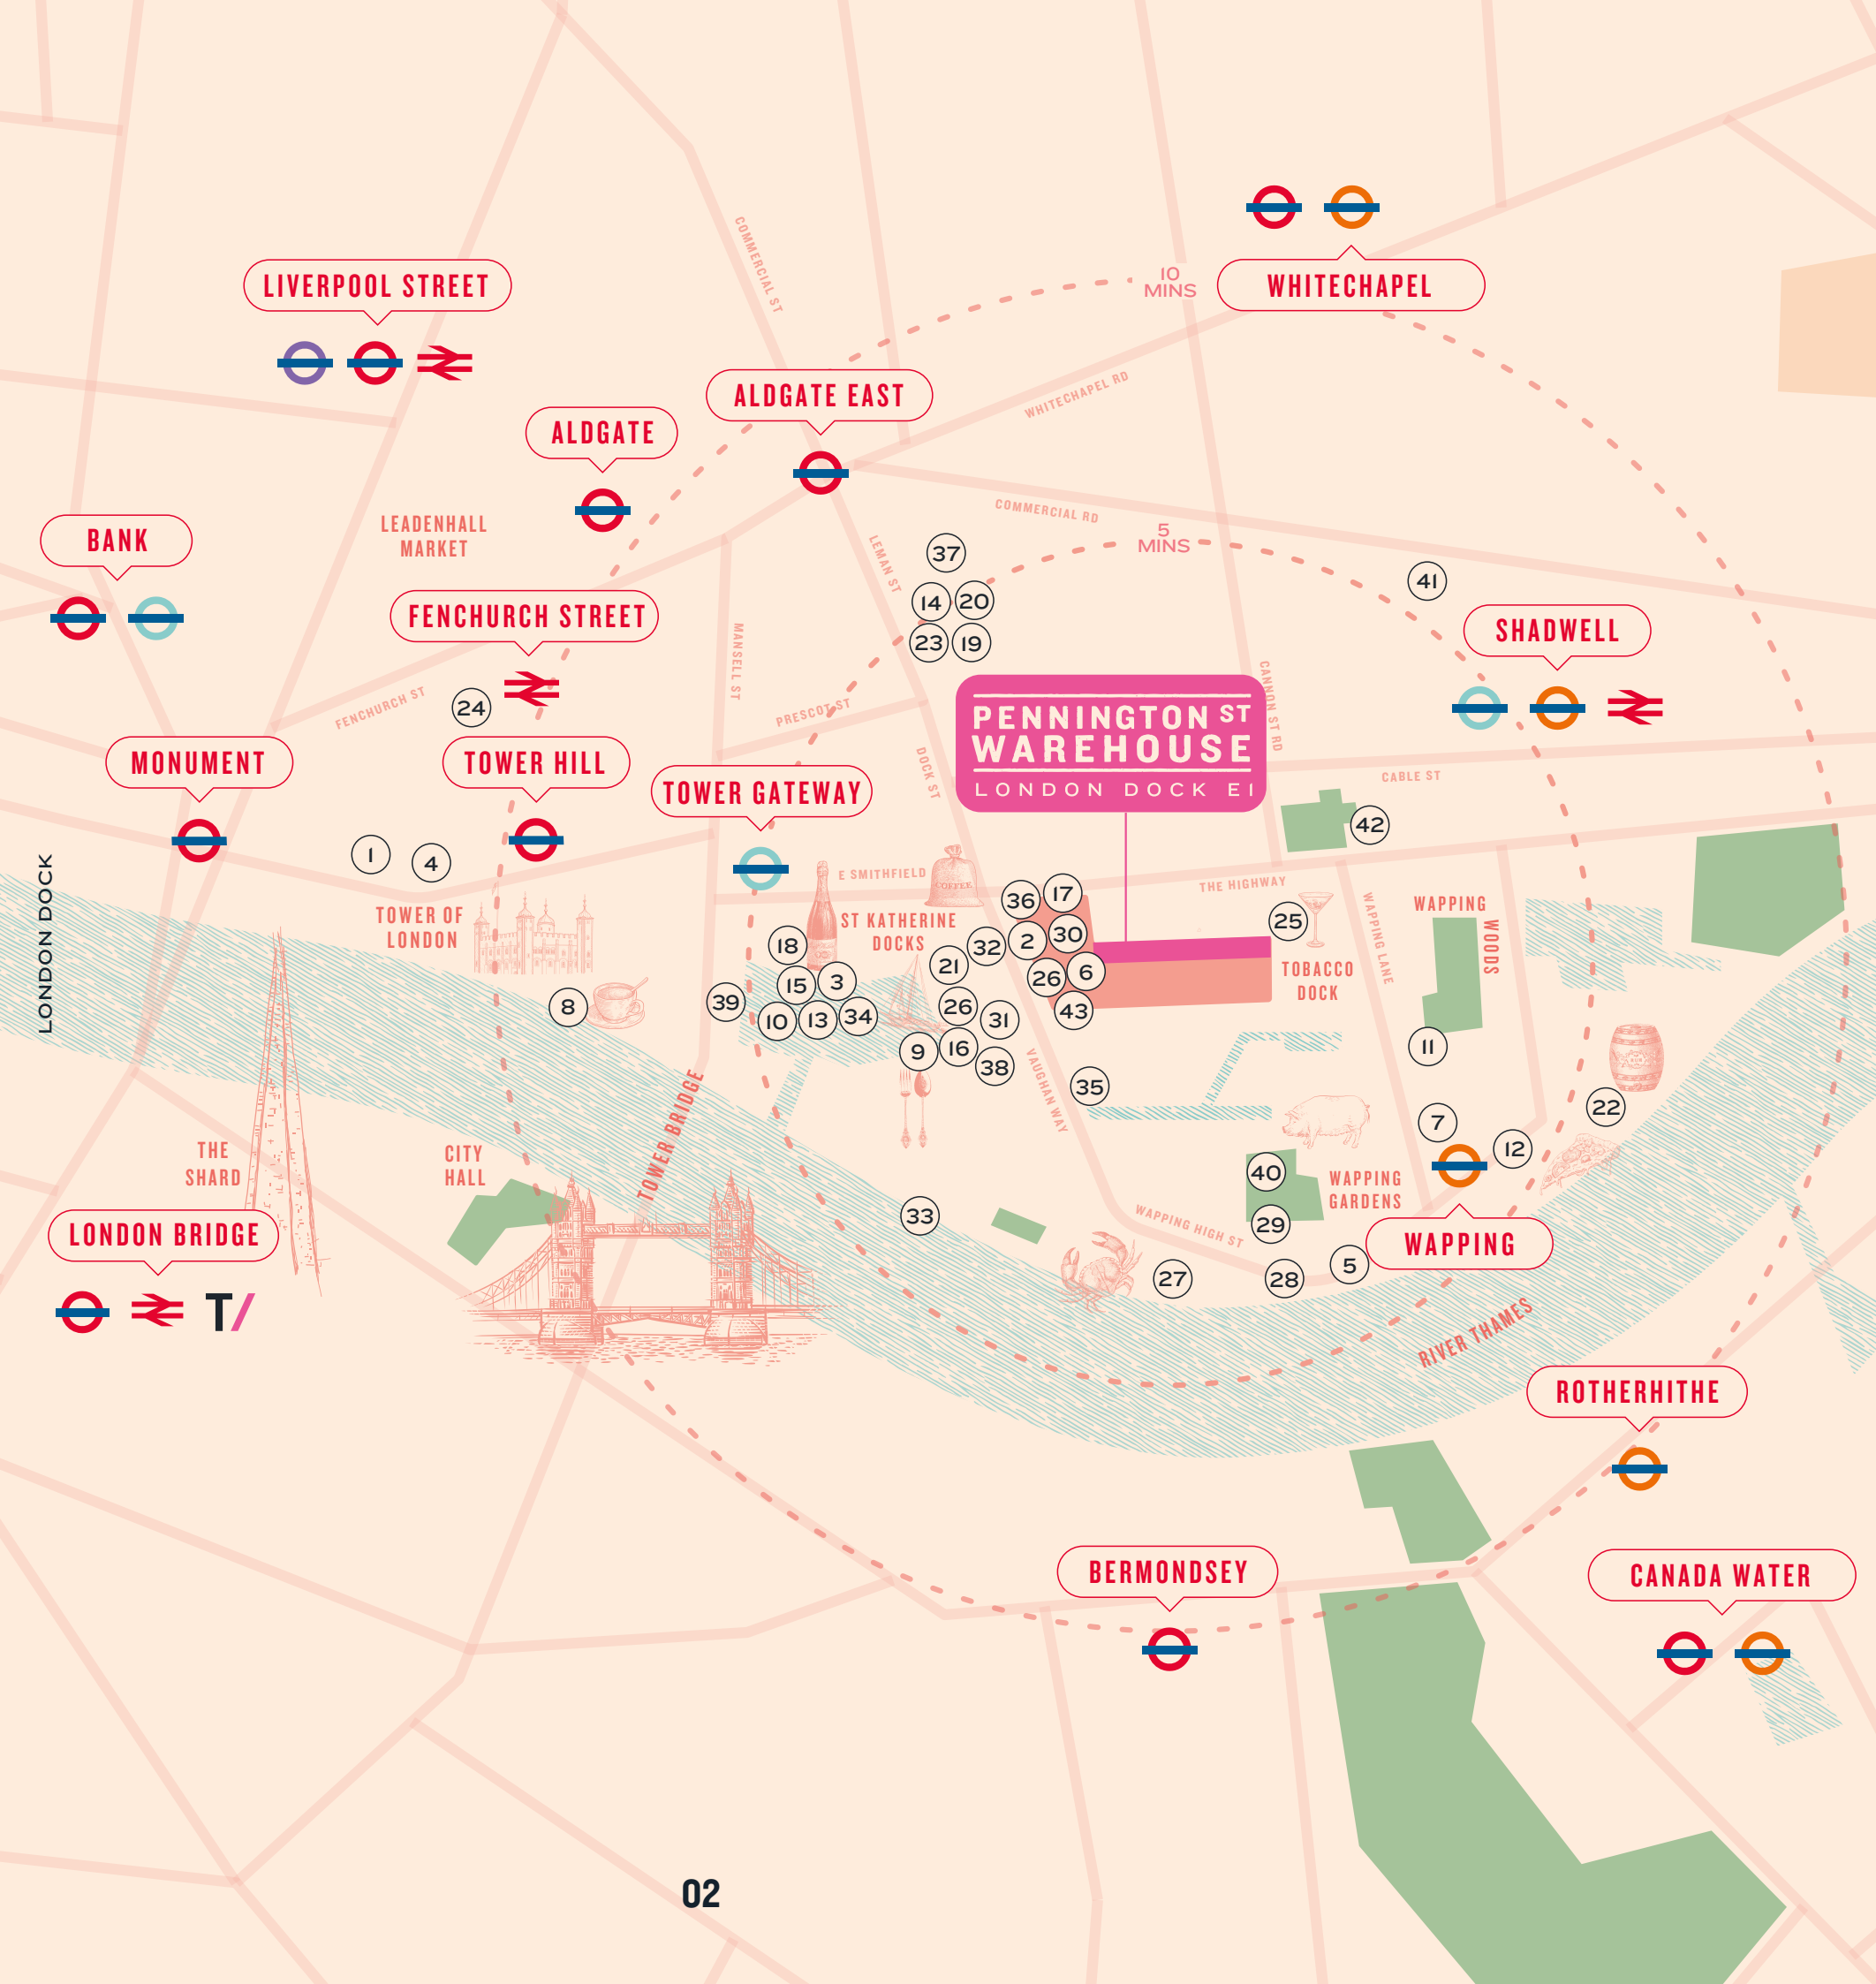 COMMERCIAL ST
10
MINS
WHITECHAPEL
LIVERPOOL STREET
ALDGATE EAST
WHITECHAPEL RD
ALDGATE
LEADENHALL
MARKET
BANK
COMMERCIAL RD
5
MINS
LEMAN ST
37
41
14
20
23
19
FENCHURCH STREET
SHADWELL
MANSELL ST
FENCHURCH ST
24
PRESCOT ST
CANNON ST RD
PENNINGTON ST
WAREHOUSE
LONDON DOCK E1
DOCK ST
CABLE ST
MONUMENT
TOWER HILL
TOWER GATEWAY
42
1
4
LONDON DOCK
E SMITHFIELD
COFFEE
THE HIGHWAY
TOWER OF
LONDON
ST KATHERINE
DOCKS
36
17
25
WAPPING LANE
WAPPING
WOODS
18
32
2
30
21
26
6
TOBACCO
DOCK
15
3
39
10
13
34
26
31
43
8
9
16
38
11
VAUGHAN WAY
35
22
TOWER BRIDGE
7
12
THE
SHARD
CITY
HALL
40
WAPPING
GARDENS
33
WAPPING HIGH ST
29
LONDON BRIDGE
WAPPING
27
28
5
T/
RIVER THAMES
ROTHERHITHE
BERMONDSEY
CANADA WATER
02